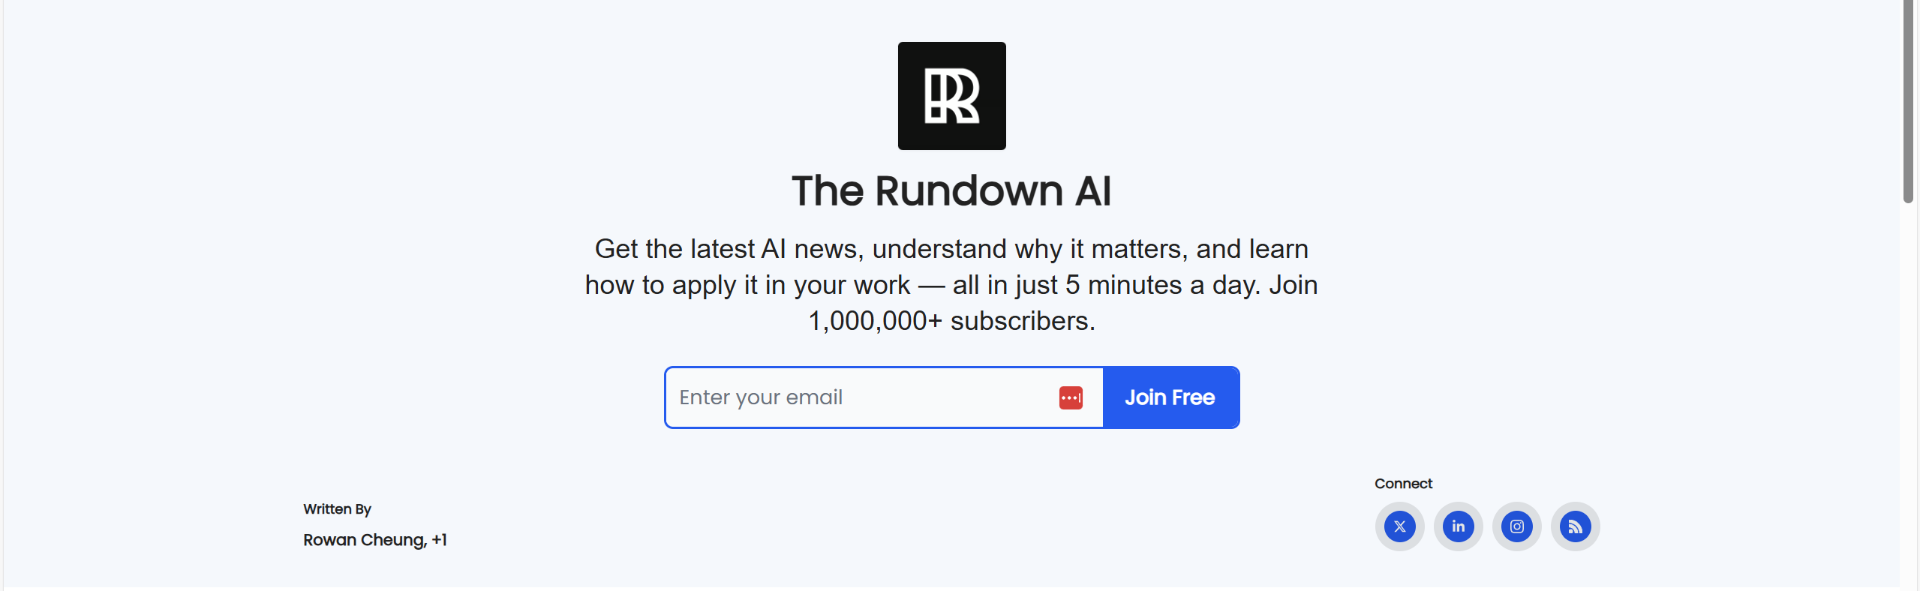 R
The Rundown AI
Get the latest AI news, understand why it matters, and learn
how to apply it in your work — all in just 5 minutes a day. Join
1,000,000+ subscribers.
Enter your email
Join Free
Connect
Written By
Rowan Cheung, +1
X
in